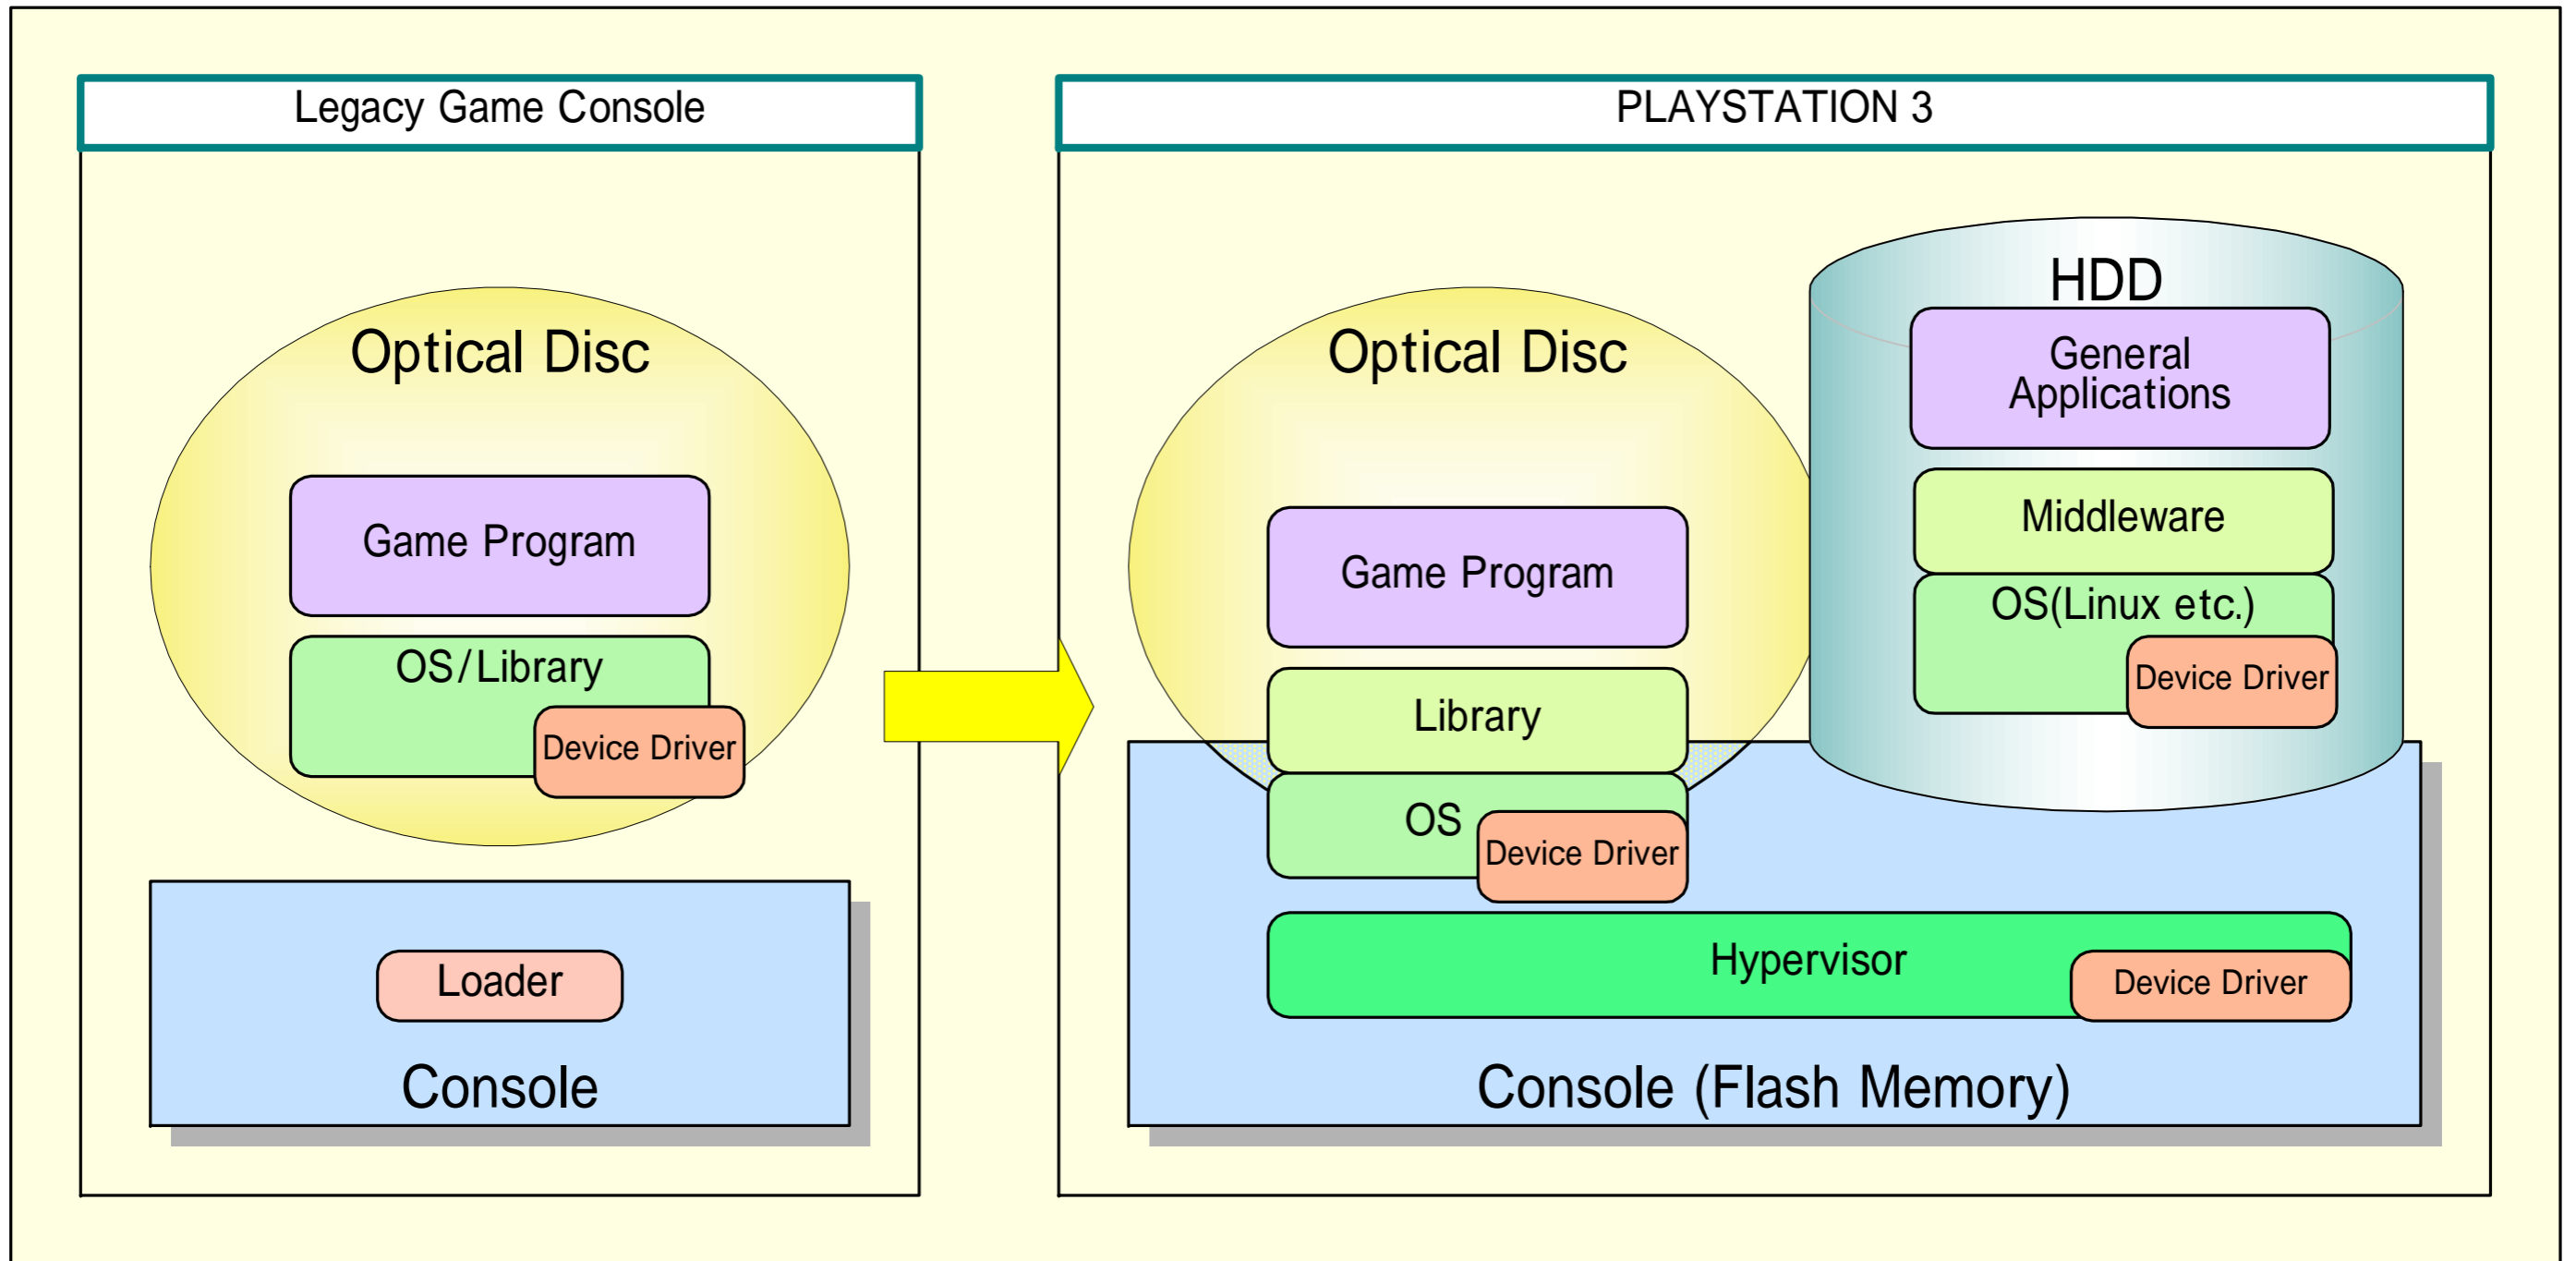 Legacy Game Console
Optical Disc
Game Program
OS/Library
Device Driver
Loader
Console
PLAYSTATION 3
Optical Disc
Game Program
Library
OS
Device Driver
HDD
General
Applications
Middleware
OS(Linux etc.)
Device Driver
Hypervisor
Device Driver
Console (Flash Memory)